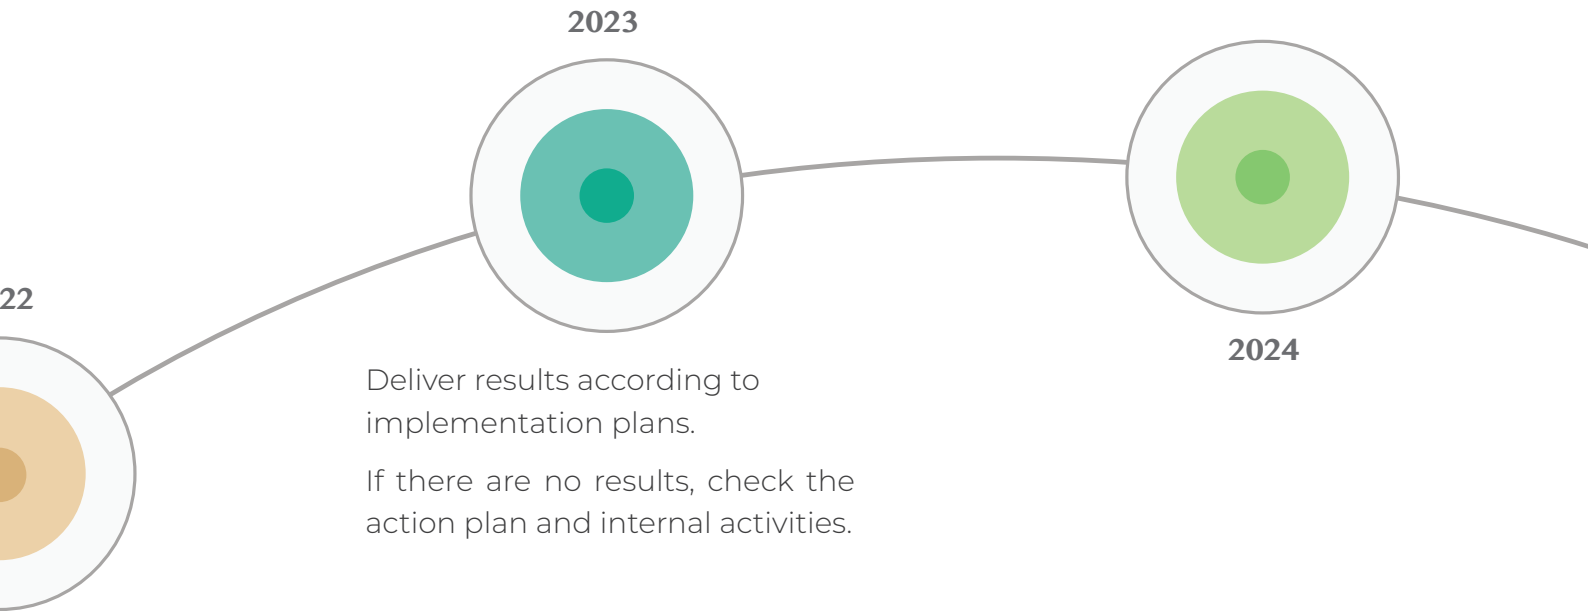 2023
22
2024
Deliver results according to
implementation plans.
If there are no results, check the
action plan and internal activities.